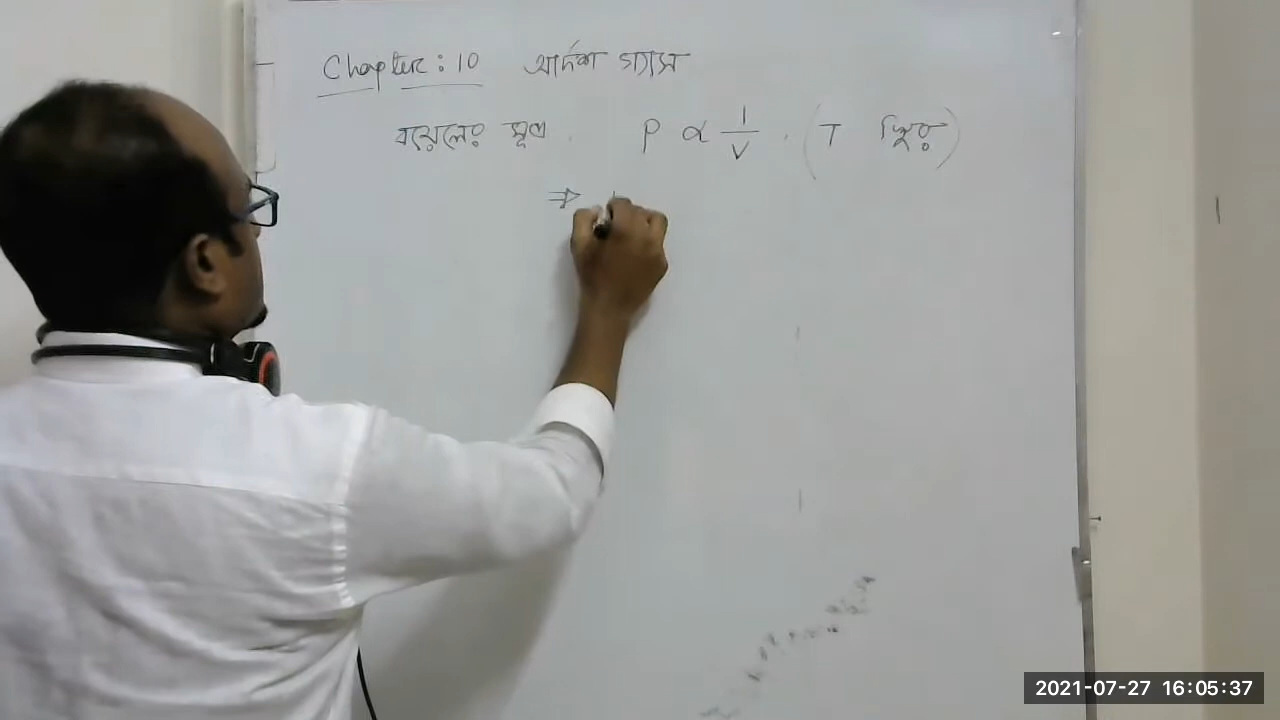 Chapter: 10 আদর্শ গ্যাস
বয়েলের সূত্র. P ∝ 1/V . (T স্থির)
⇒
2021-07-27 16:05:37